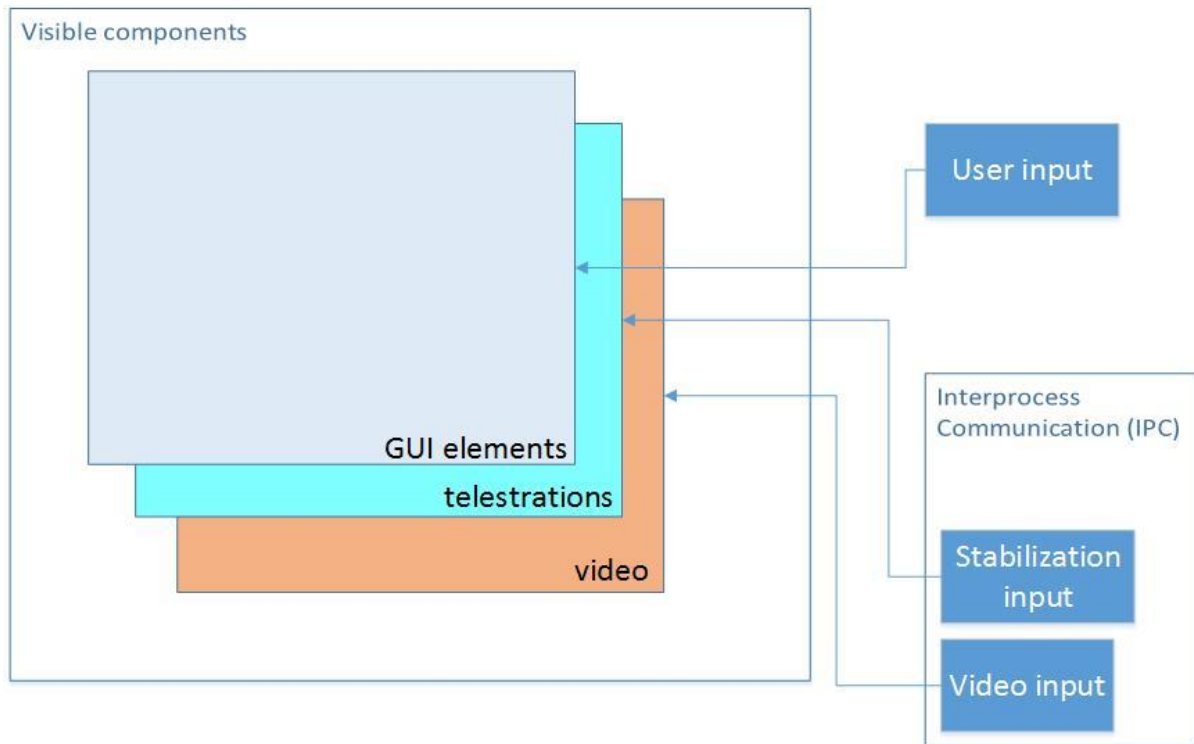 Visible components
User input
Interprocess
Communication (IPC)
GUI elements
telestrations
Stabilization
input
video
Video input